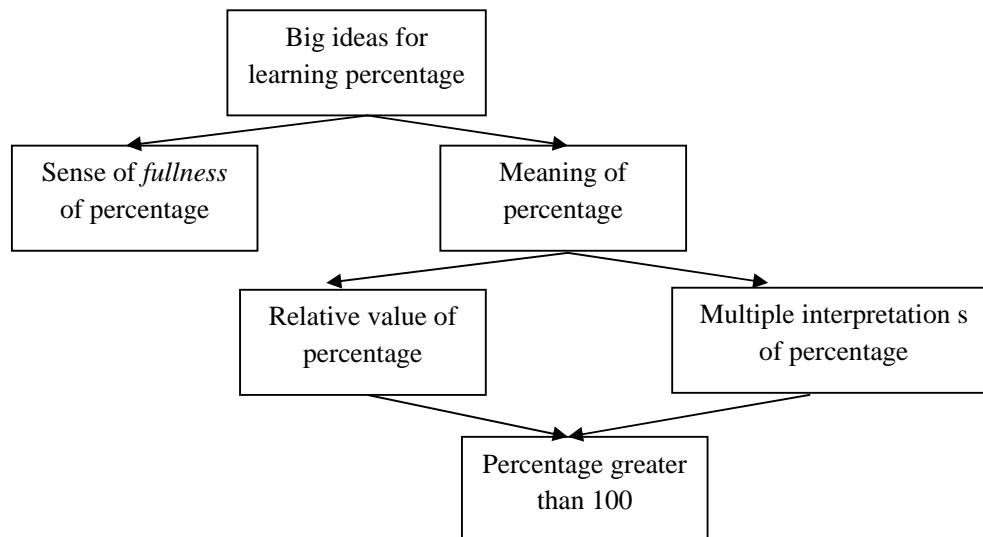 Big ideas for
learning percentage
Sense of fullness
of percentage
Meaning of
percentage
Relative value of
percentage
Multiple interpretation s
of percentage
Percentage greater
than 100